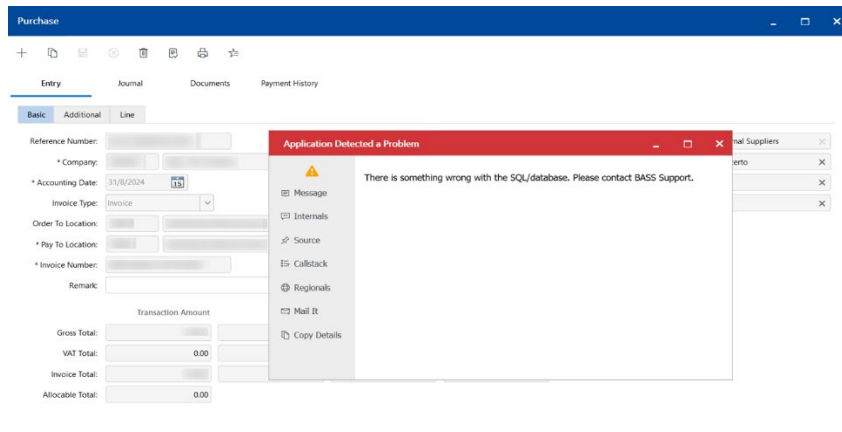 Purchase
Entry Journal Documents Payment History
Basic Additional Line
Reference Number:
* Company:
* Accounting Date: 31/8/2024 15
Invoice Type: Invoice
Order To Location:
* Pay To Location:
* Invoice Number:
Remark:
Transaction Amount
Gross Total:
VAT Total: 0.00
Invoice Total:
Allocable Total: 0.00
Application Detected a Problem
There is something wrong with the SQL/database. Please contact BASS Support.
Message
Internals
Source
Callstack
Regionals
Mail It
Copy Details
Suppliers